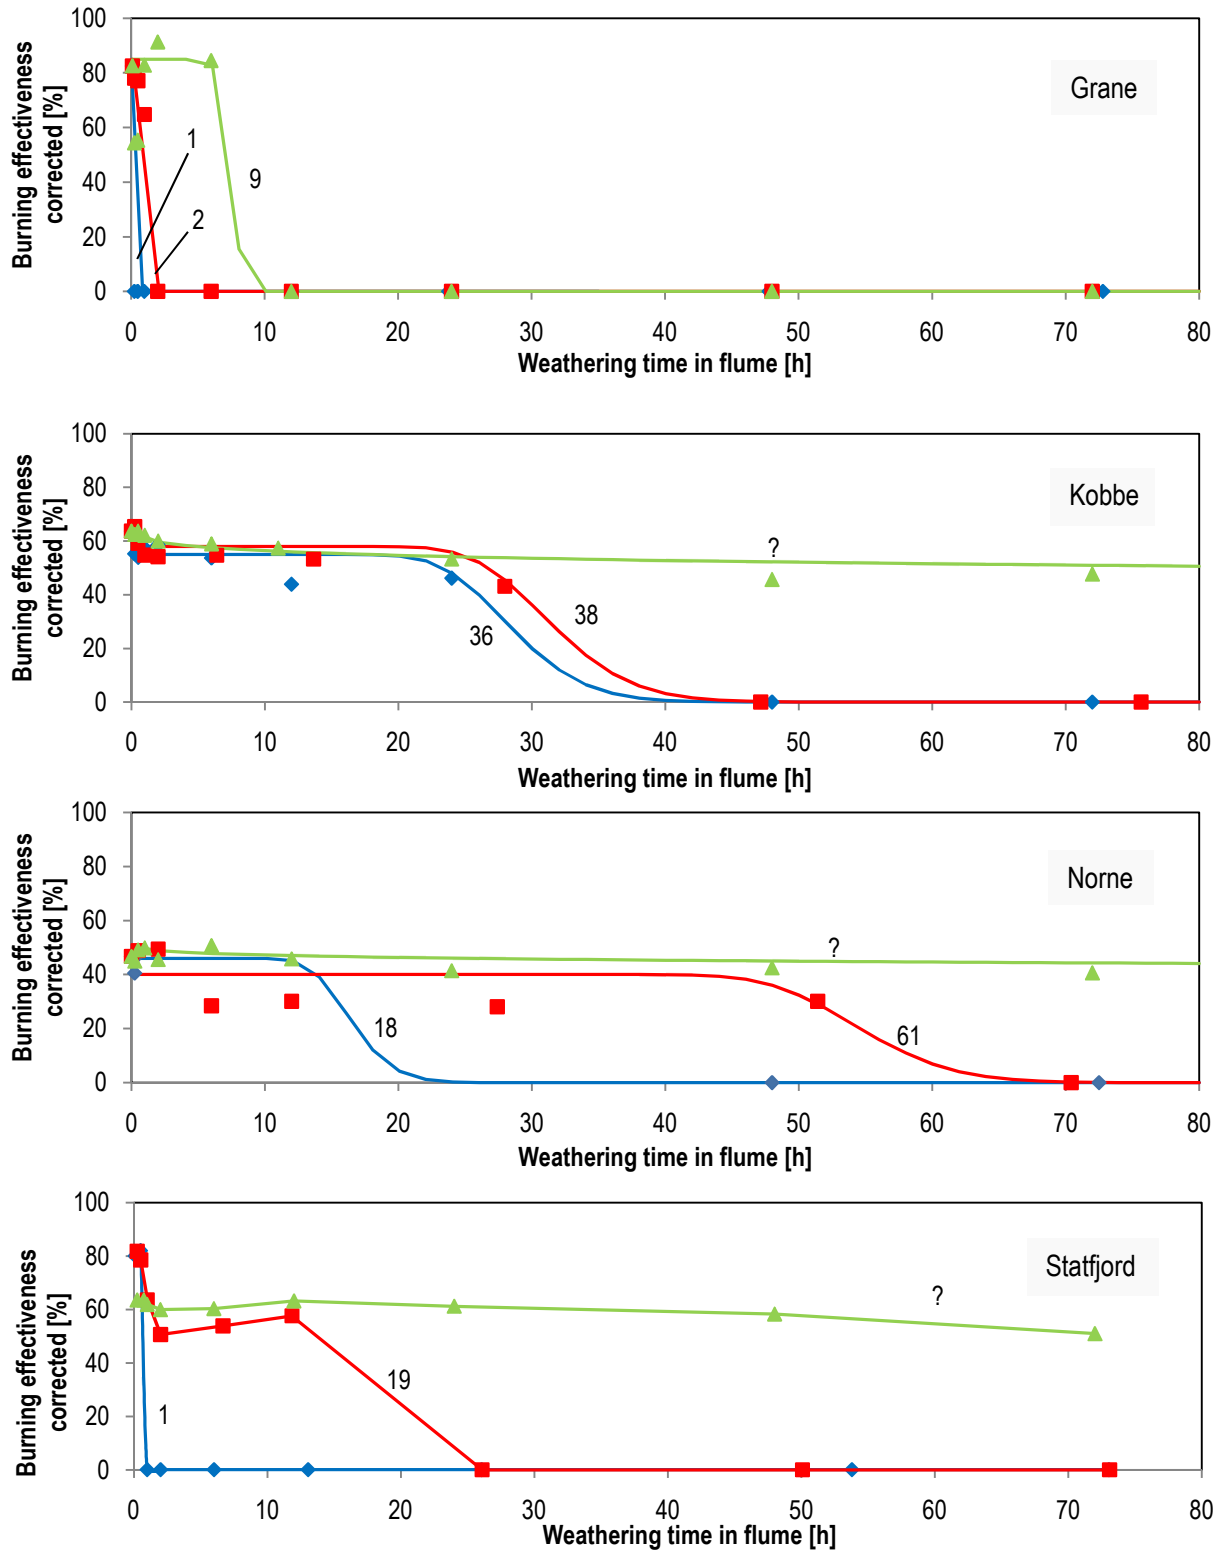 100
80
60
40
20
0
Burning effectiveness
corrected [%]
Grane
1
2
9
0 10 20 30 40 50 60 70 80
Weathering time in flume [h]
100
80
60
40
20
0
Burning effectiveness
corrected [%]
Kobbe
?
36
38
0 10 20 30 40 50 60 70 80
Weathering time in flume [h]
100
80
60
40
20
0
Burning effectiveness
corrected [%]
Norne
?
18
61
0 10 20 30 40 50 60 70 80
Weathering time in flume [h]
100
80
60
40
20
0
Burning effectiveness
corrected [%]
Statfjord
?
19
1
0 10 20 30 40 50 60 70 80
Weathering time in flume [h]